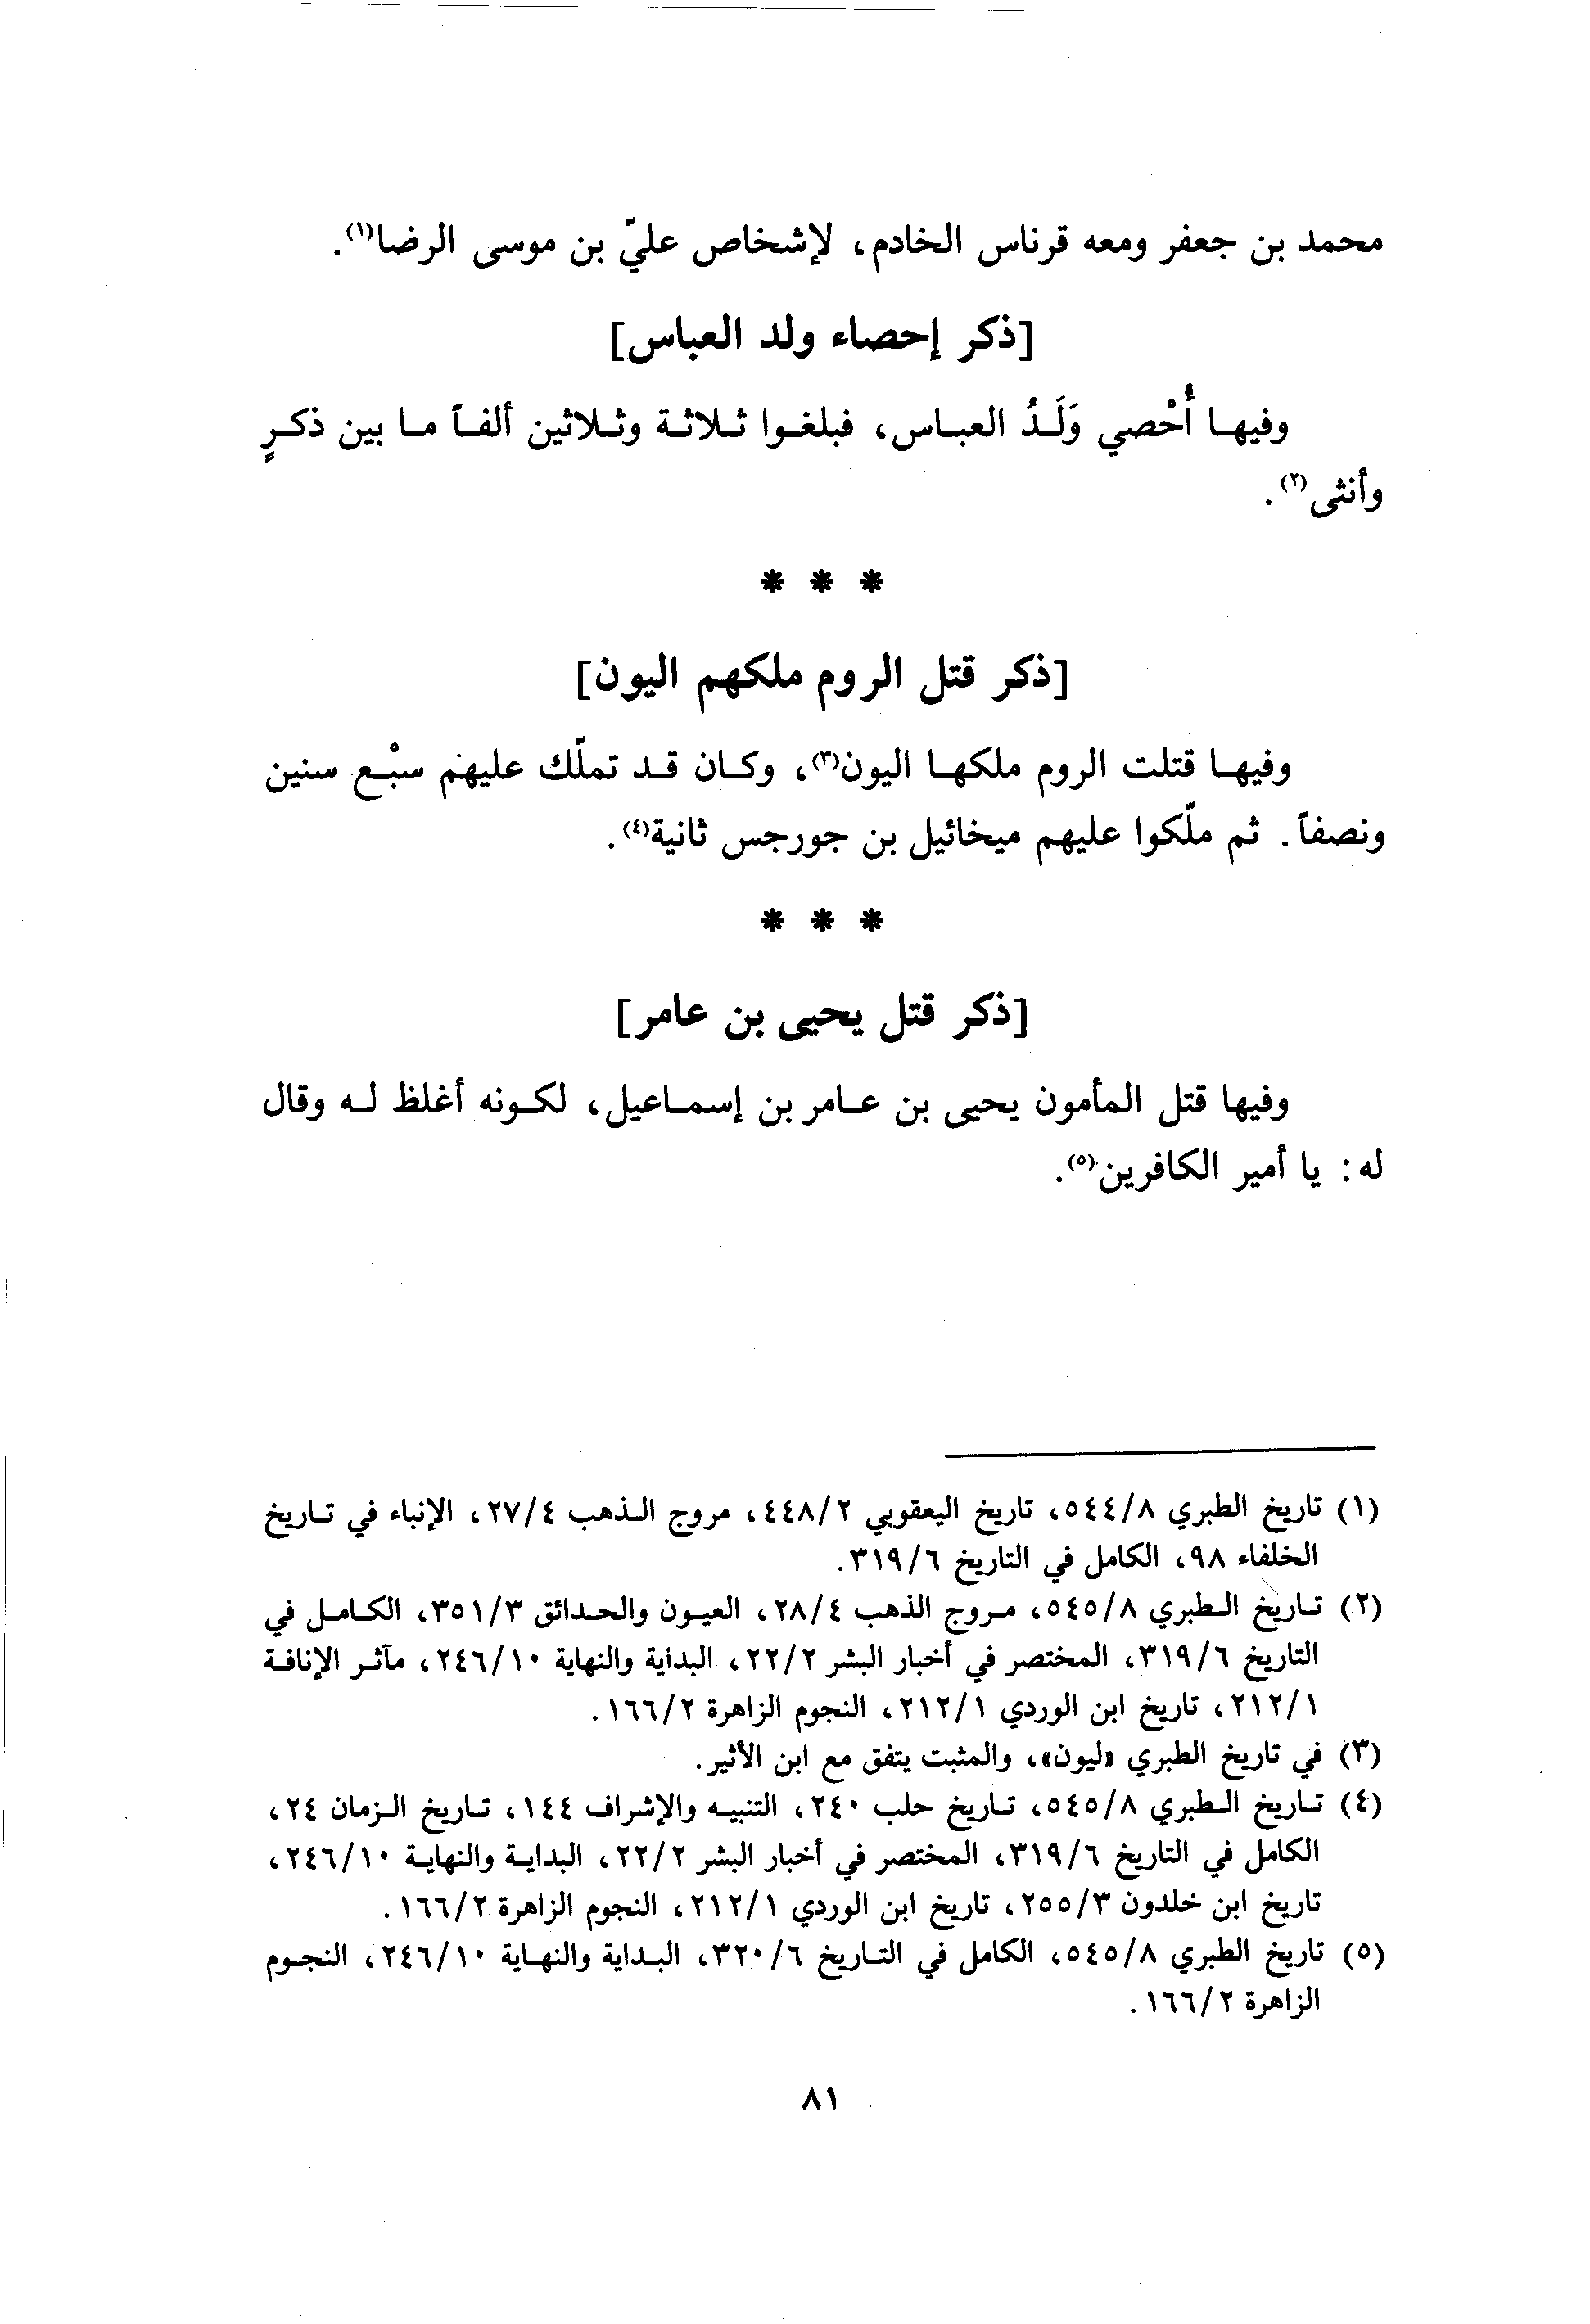 محمد بن جعفر ومعه قرناس الخادم، لإشخاص عليّ بن موسى الرضا(١).
[ذكر إحصاء ولد العباس]
وفيها أُحْصي وَلَدُ العباس، فبلغوا ثلاثة وثلاثين ألفاً ما بين ذكرٍ
وأنثى(٢).
* * *
[ذكر قتل الروم ملكهم اليون]
وفيها قتلت الروم ملكها اليون(٣)، وكان قد تملّك عليهم سبْع سنين
ونصفاً. ثم ملّكوا عليهم ميخائيل بن جورجس ثانية(٤).
* * *
[ذكر قتل يحيى بن عامر]
وفيها قتل المأمون يحيى بن عامر بن إسماعيل، لكونه أغلظ له وقال
له: يا أمير الكافرين(٥).
(١) تاريخ الطبري ٥٤٤/٨، تاريخ اليعقوبي ٤٤٨/٢، مروج الذهب ٢٧/٤، الإنباء في تاريخ
الخلفاء ٩٨، الكامل في التاريخ ٣١٩/٦.
(٢) تاريخ الطبري ٥٤٥/٨، مروج الذهب ٢٨/٤، العيون والحدائق ٣٥١/٣، الكامل في
التاريخ ٣١٩/٦، المختصر في أخبار البشر ٢٢/٢، البداية والنهاية ٢٤٦/١٠، مآثر الإنافة
٢١٢/١، تاريخ ابن الوردي ٢١٢/١، النجوم الزاهرة ١٦٦/٢.
(٣) في تاريخ الطبري «ليون»، والمثبت يتفق مع ابن الأثير.
(٤) تاريخ الطبري ٥٤٥/٨، تاريخ حلب ٢٤٠، التنبيه والإشراف ١٤٤، تاريخ الزمان ٢٤،
الكامل في التاريخ ٣١٩/٦، المختصر في أخبار البشر ٢٢/٢، البداية والنهاية ٢٤٦/١٠،
تاريخ ابن خلدون ٢٥٥/٣، تاريخ ابن الوردي ٢١٢/١، النجوم الزاهرة ١٦٦/٢.
(٥) تاريخ الطبري ٥٤٥/٨، الكامل في التاريخ ٣٢٠/٦، البداية والنهاية ٢٤٦/١٠، النجوم
الزاهرة ١٦٦/٢.
٨١